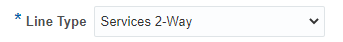 * Line Type Services 2-Way